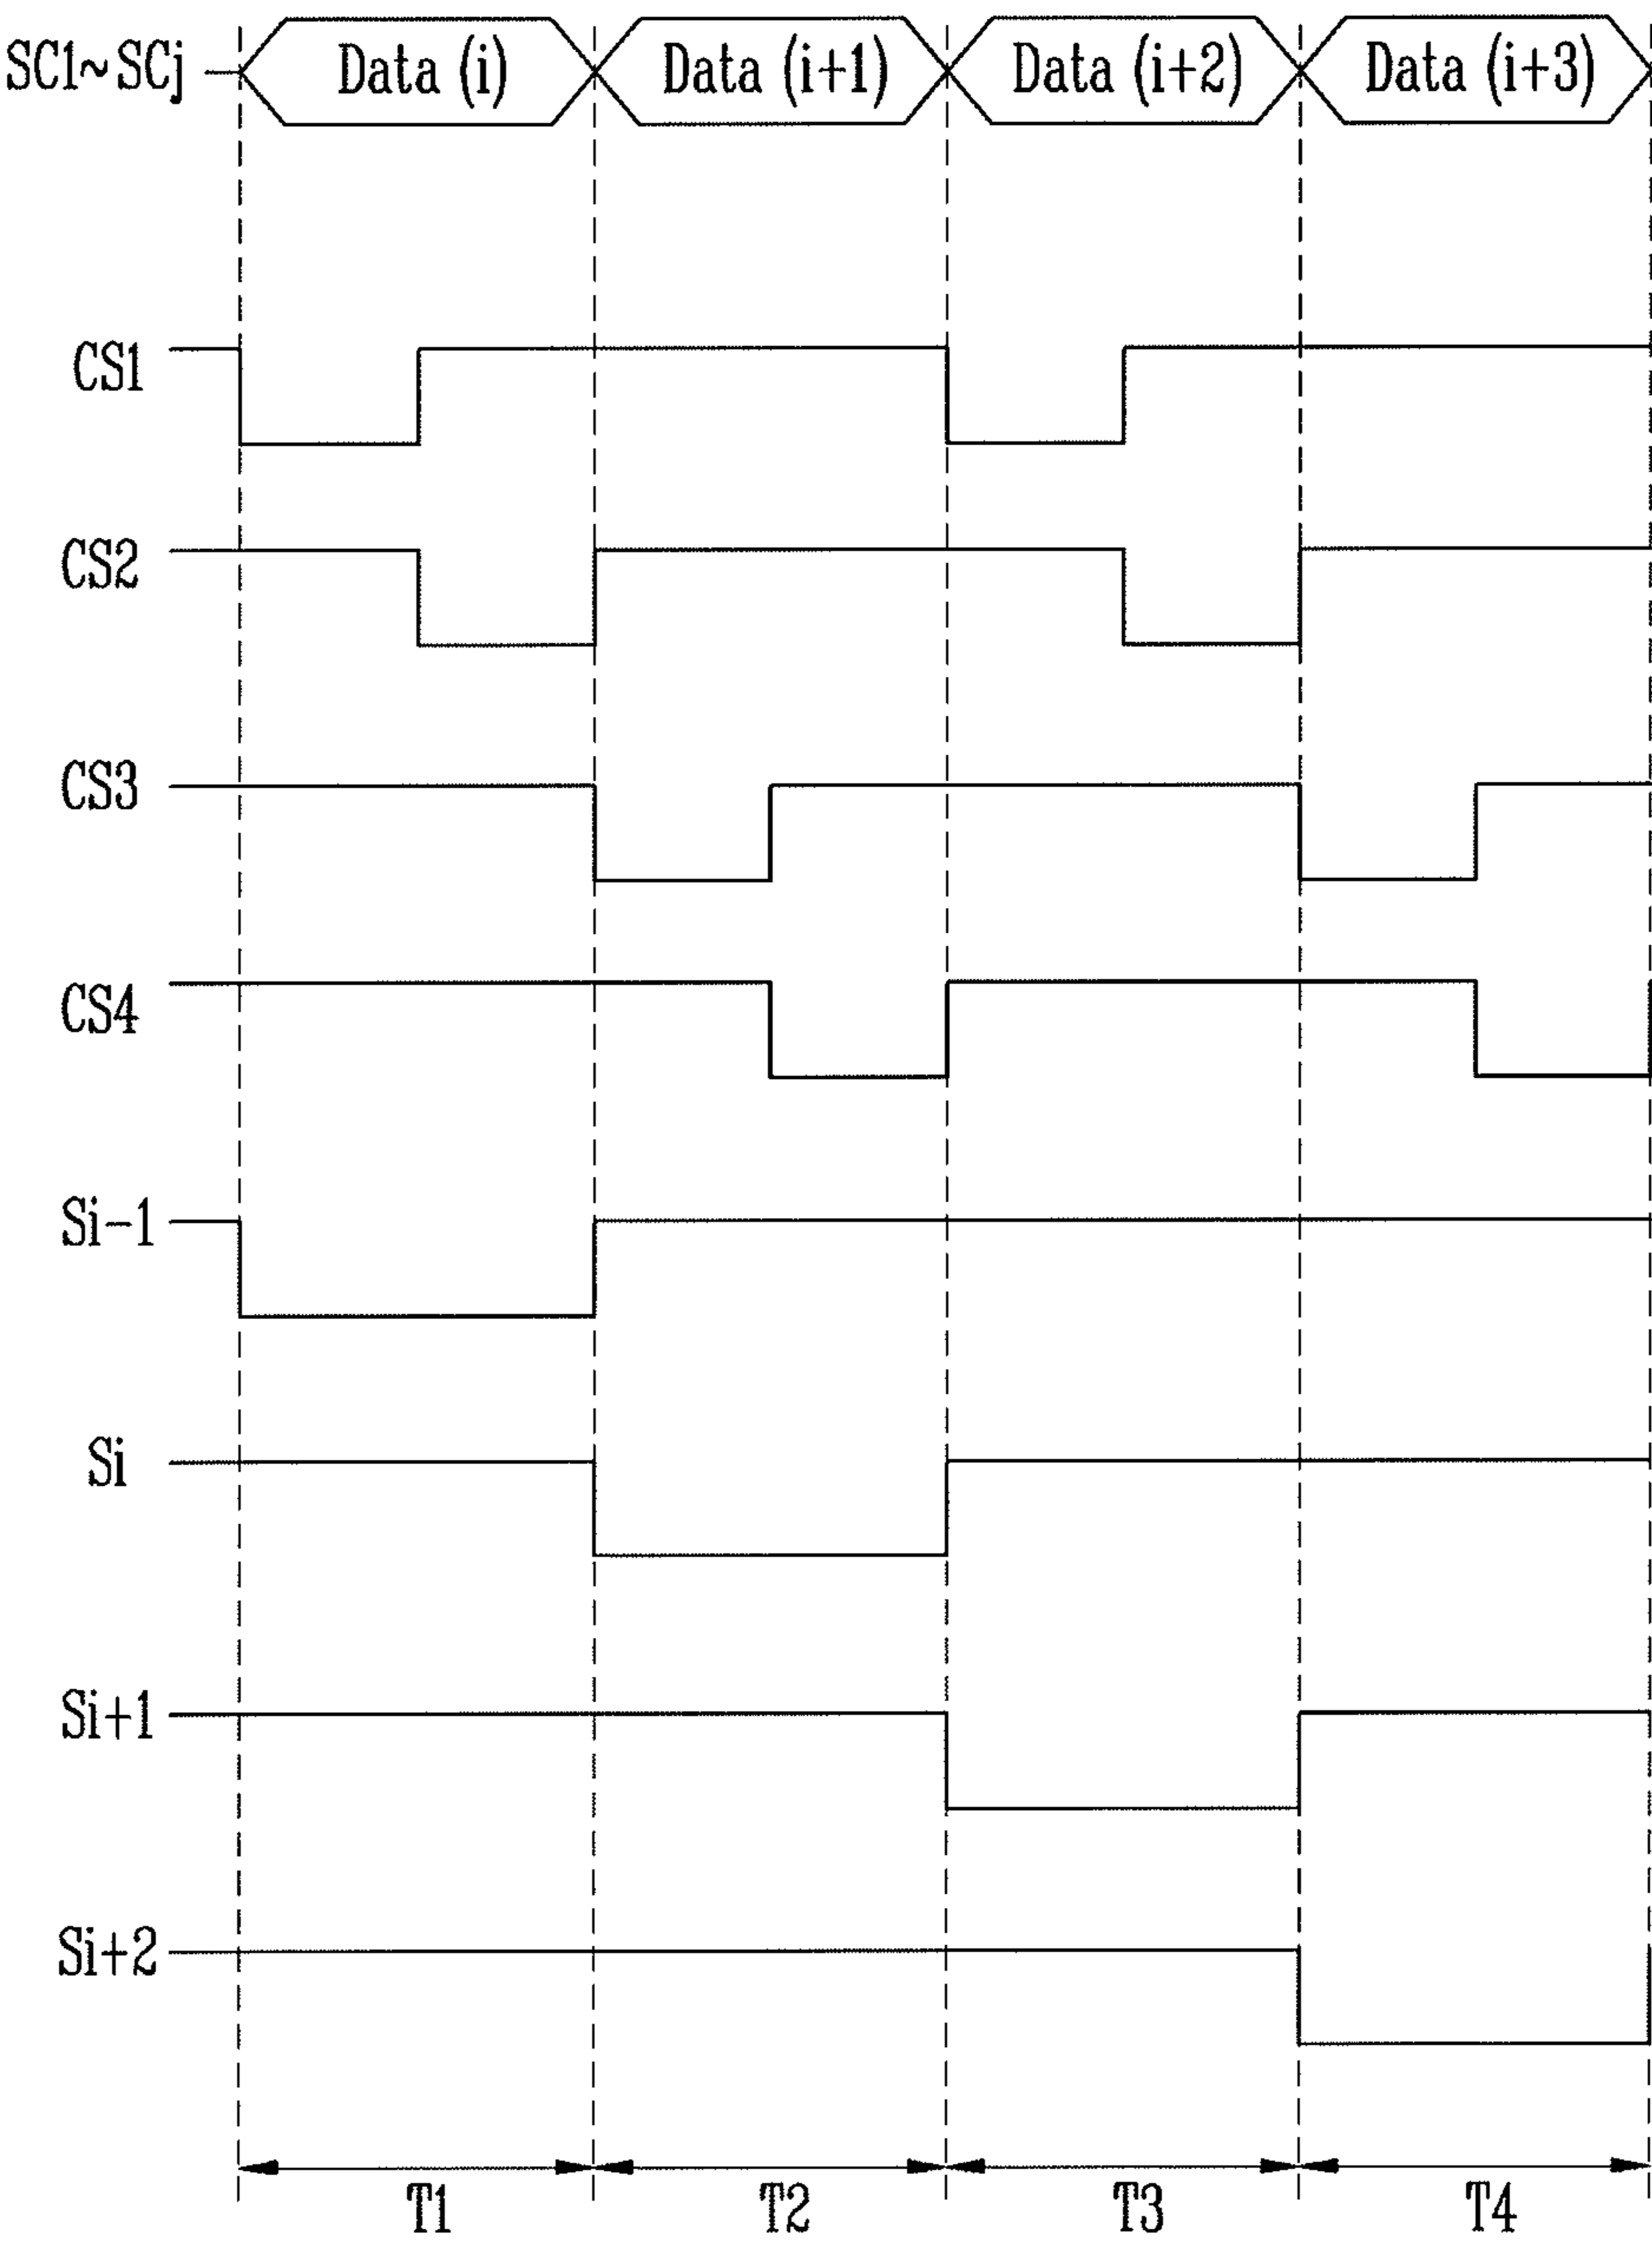 SC1~SCj Data (i) Data (i+1) Data (i+2) Data (i+3)
CS1
CS2
CS3
CS4
Si-1
Si
Si+1
Si+2
T1 T2 T3 T4